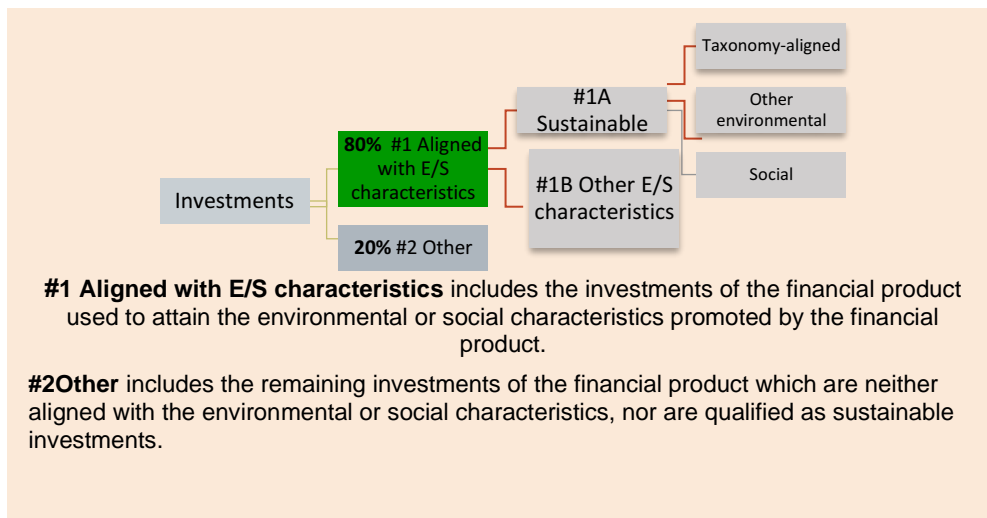 Investments
80% #1 Aligned
with E/S
characteristics
20% #2 Other
#1A
Sustainable
#1B Other E/S
characteristics
Taxonomy-aligned
Other
environmental
Social
#1 Aligned with E/S characteristics includes the investments of the financial product
used to attain the environmental or social characteristics promoted by the financial
product.
#2Other includes the remaining investments of the financial product which are neither
aligned with the environmental or social characteristics, nor are qualified as sustainable
investments.